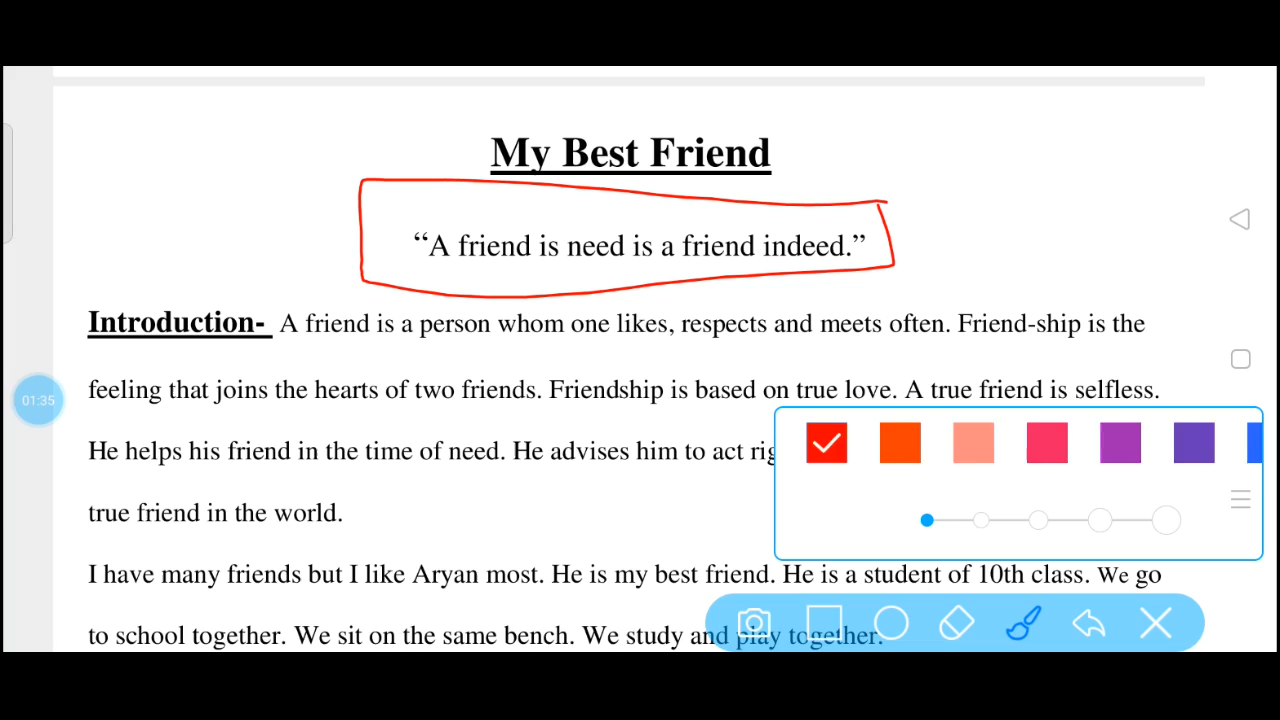 My Best Friend
“A friend is need is a friend indeed.”
Introduction- A friend is a person whom one likes, respects and meets often. Friend-ship is the
feeling that joins the hearts of two friends. Friendship is based on true love. A true friend is selfless.
01:35
He helps his friend in the time of need. He advises him to act
true friend in the world.
I have many friends but I like Aryan most. He is my best friend. He is a student of 10th class. We go
to school together. We sit on the same bench. We study and play together.